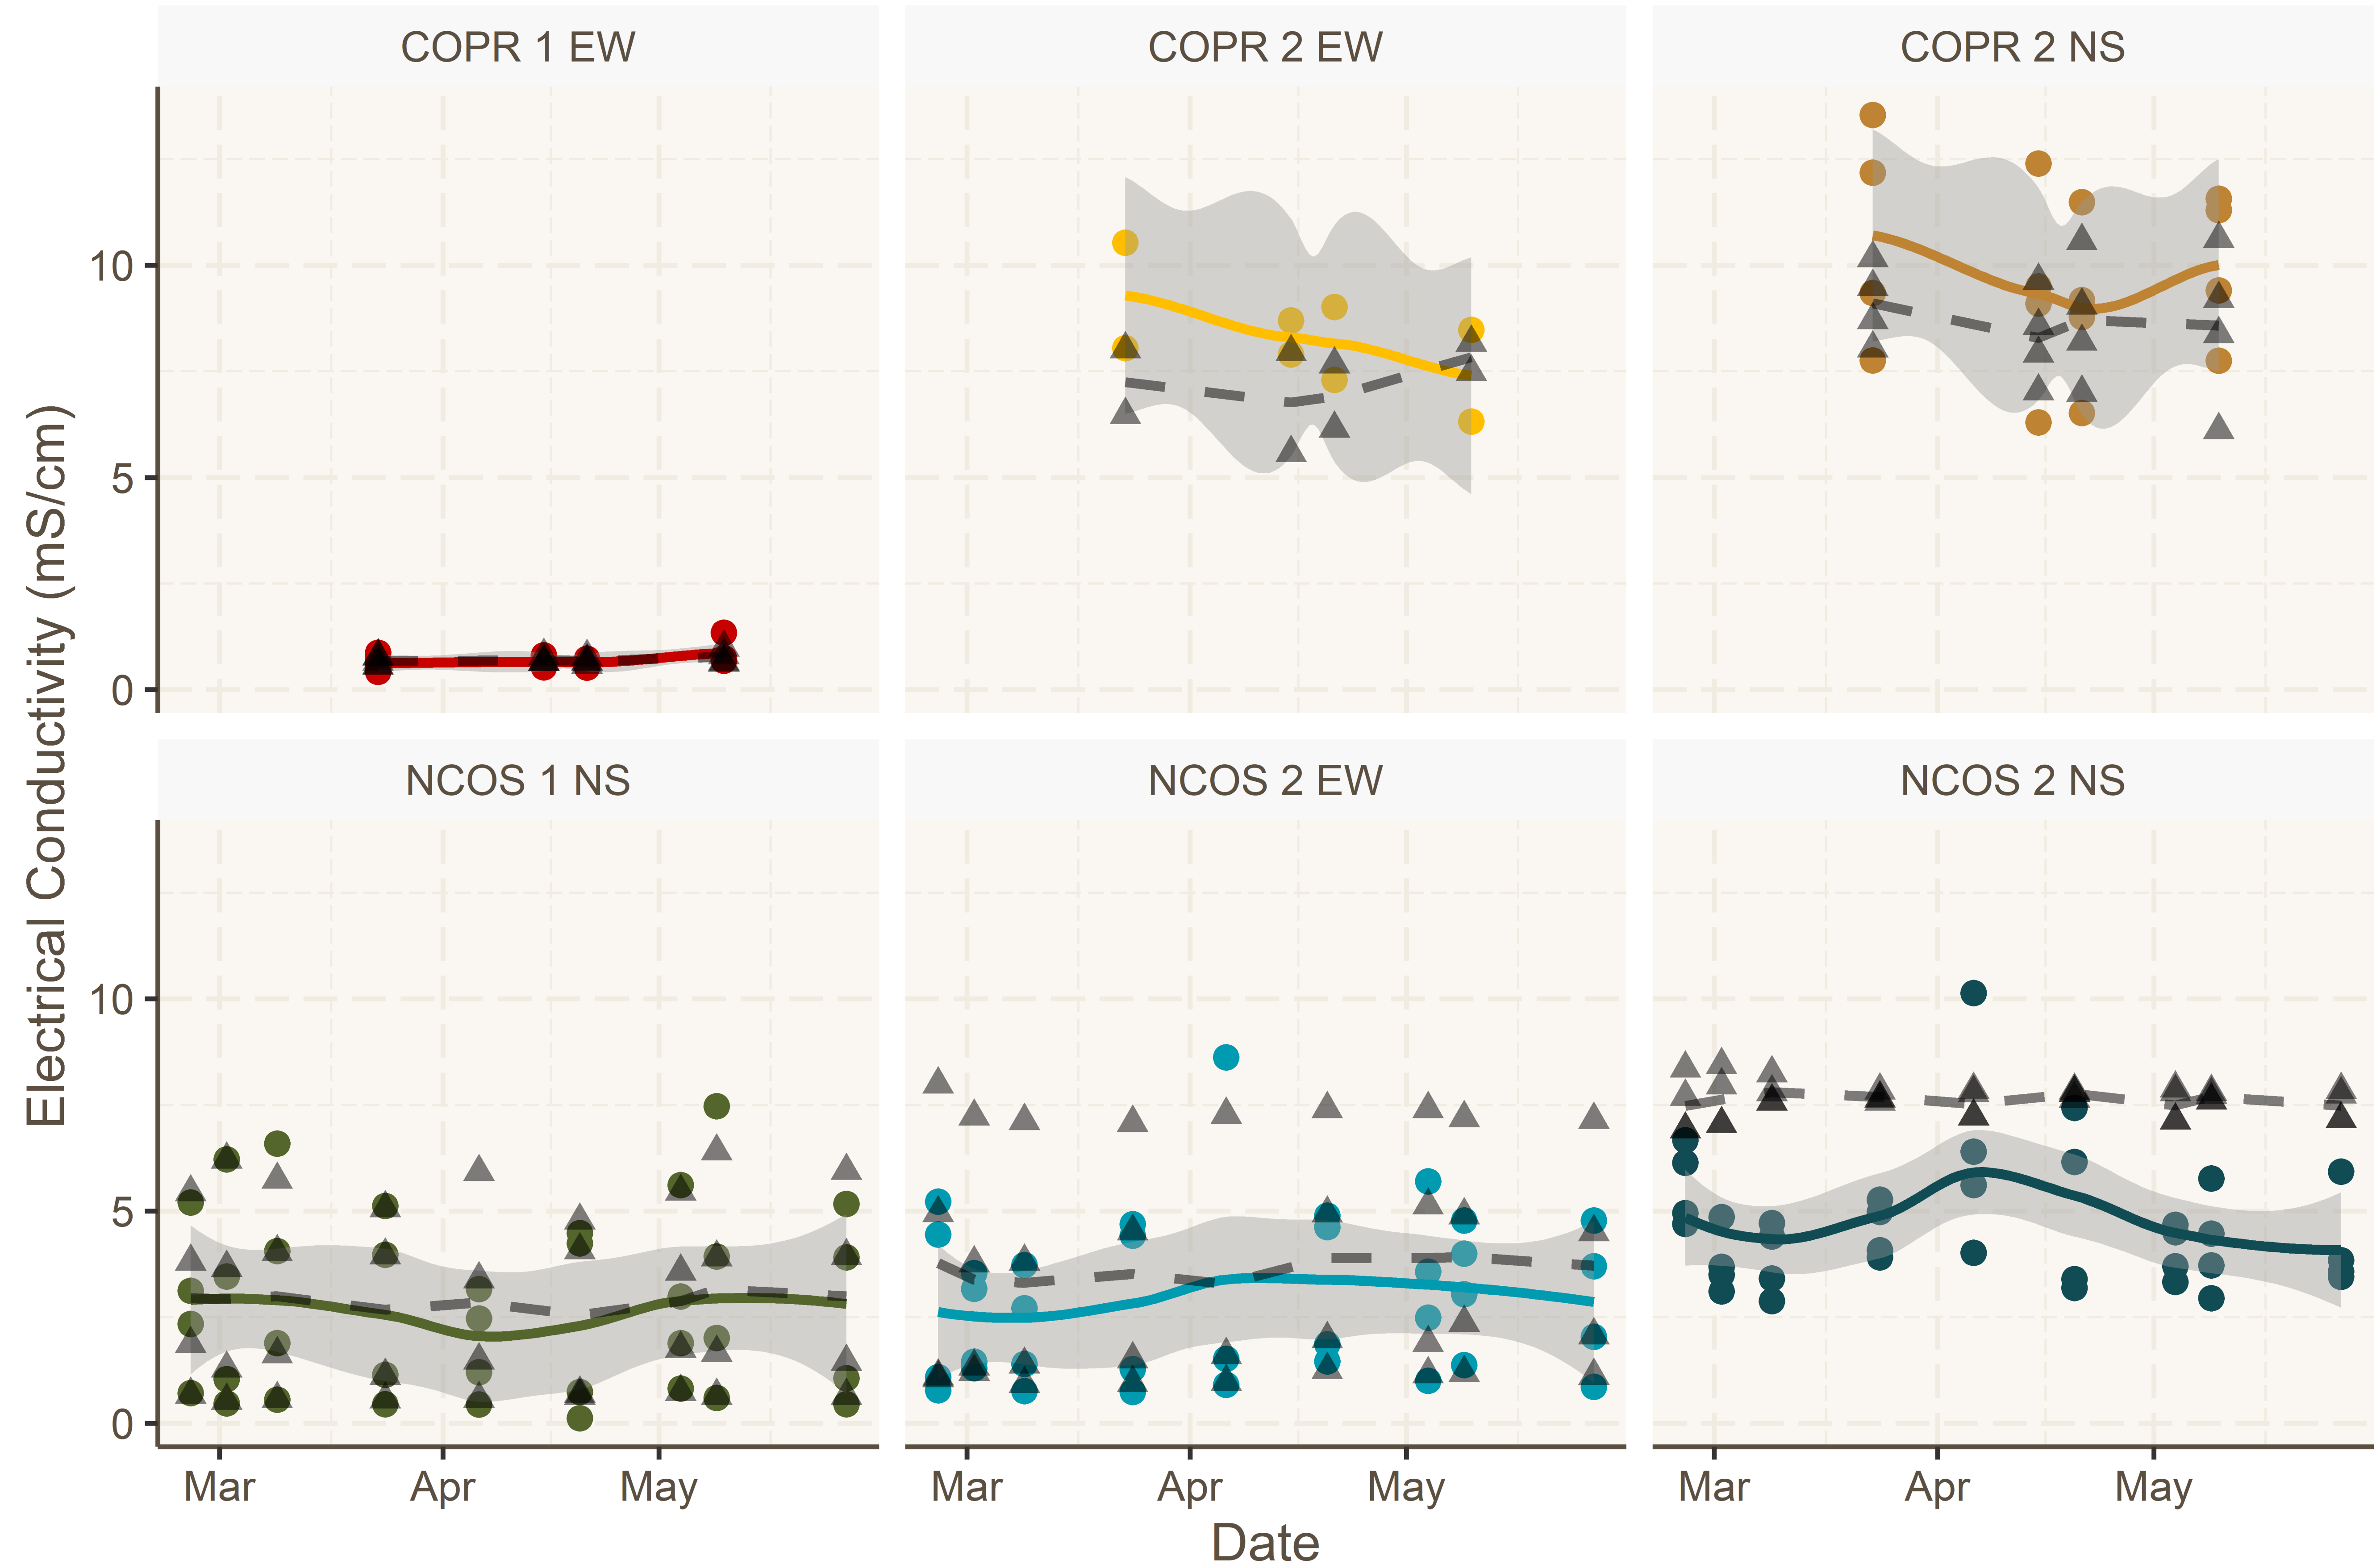 COPR 1 EW
COPR 2 EW
COPR 2 NS
10
5
0
NCOS 1 NS
NCOS 2 EW
NCOS 2 NS
10
5
0
Electrical Conductivity (mS/cm)
Mar Apr May
Mar Apr May
Mar Apr May
Date